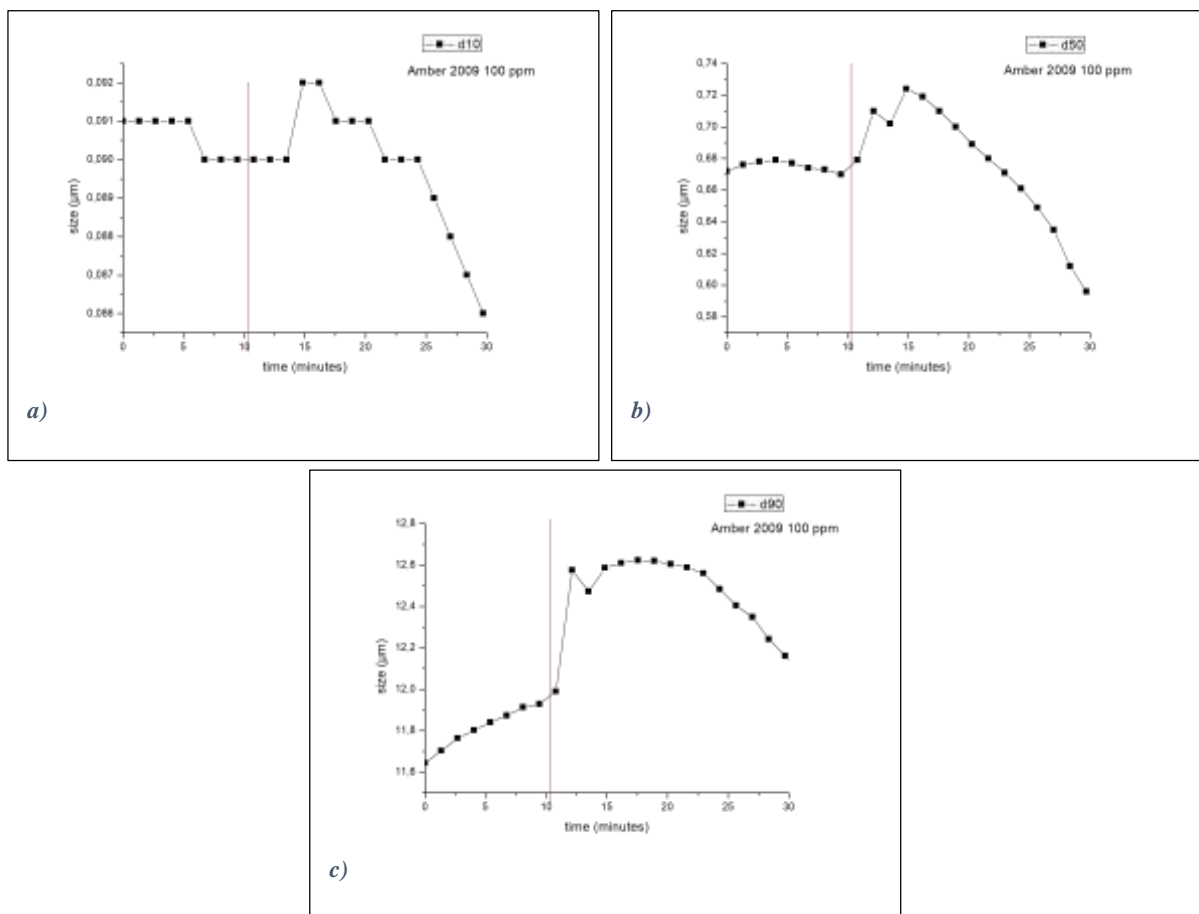 d10
Amber 2009 100 ppm
0,092
0,091
0,090
0,089
0,088
0,087
0,086
size (µm)
0 5 10 15 20 25 30
time (minutes)
a)
d50
Amber 2009 100 ppm
0,74
0,72
0,70
0,68
0,66
0,64
0,62
0,60
0,58
size (µm)
0 5 10 15 20 25 30
time (minutes)
b)
d90
Amber 2009 100 ppm
12,8
12,6
12,4
12,2
12,0
11,8
11,6
size (µm)
0 5 10 15 20 25 30
time (minutes)
c)